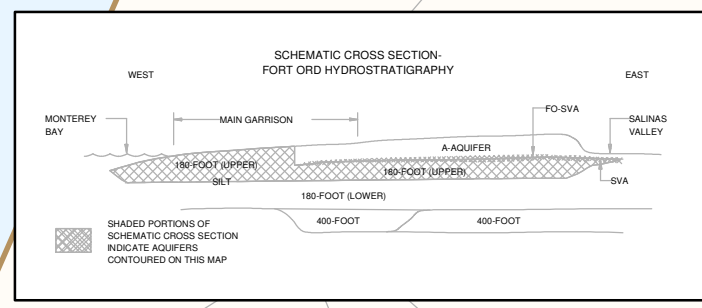 SCHEMATIC CROSS SECTION-
FORT ORD HYDROSTRATIGRAPHY
WEST
EAST
MONTEREY
BAY
MAIN GARRISON
FO-SVA
SALINAS
VALLEY
A-AQUIFER
180-FOOT (UPPER)
180-FOOT (UPPER)
SILT
SVA
180-FOOT (LOWER)
400-FOOT
400-FOOT
SHADED PORTIONS OF
SCHEMATIC CROSS SECTION
INDICATE AQUIFERS
CONTOURED ON THIS MAP